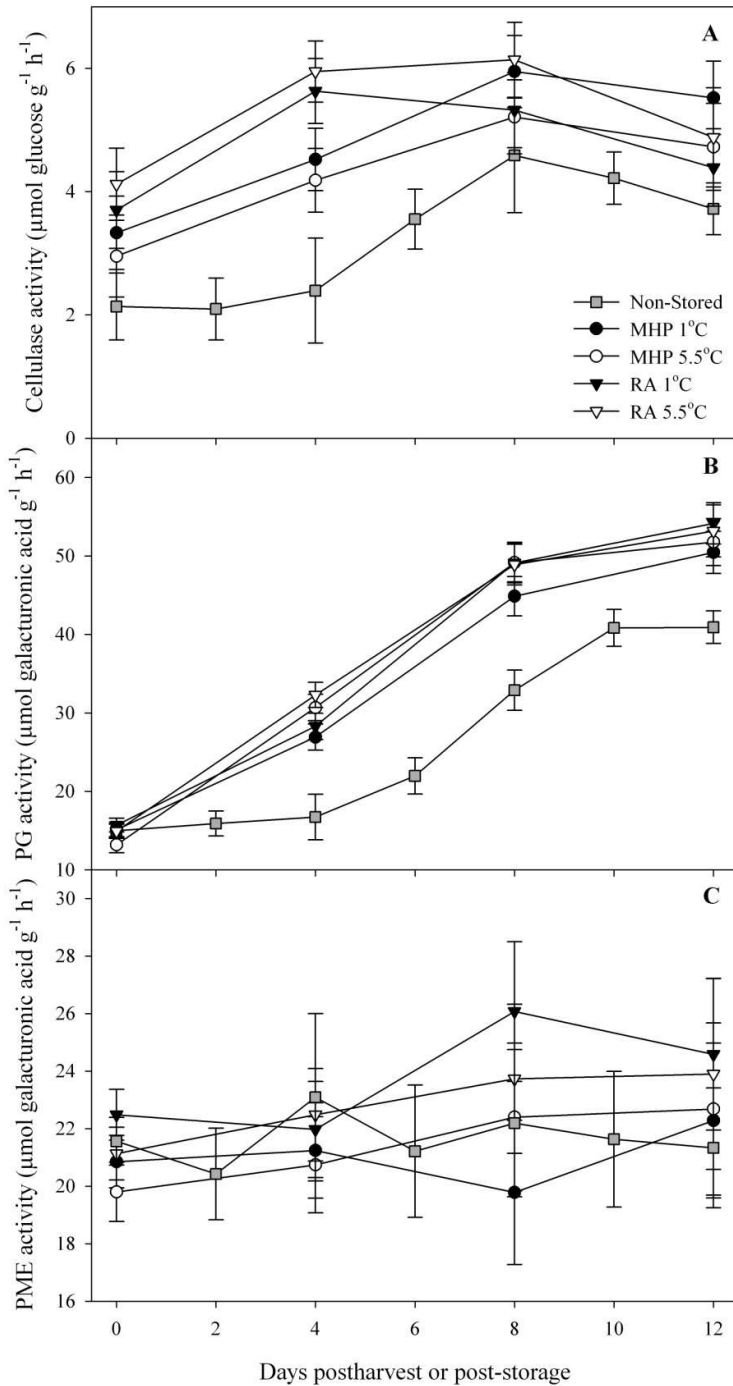 A
6
4
2
0
Cellulase activity (µmol glucose g⁻¹ h⁻¹)
Non-Stored
MHP 1°C
MHP 5.5°C
RA 1°C
RA 5.5°C
B
60
50
40
30
20
10
PG activity (µmol galacturonic acid g⁻¹ h⁻¹)
C
30
28
26
24
22
20
18
16
PME activity (µmol galacturonic acid g⁻¹ h⁻¹)
0 2 4 6 8 10 12
Days postharvest or post-storage